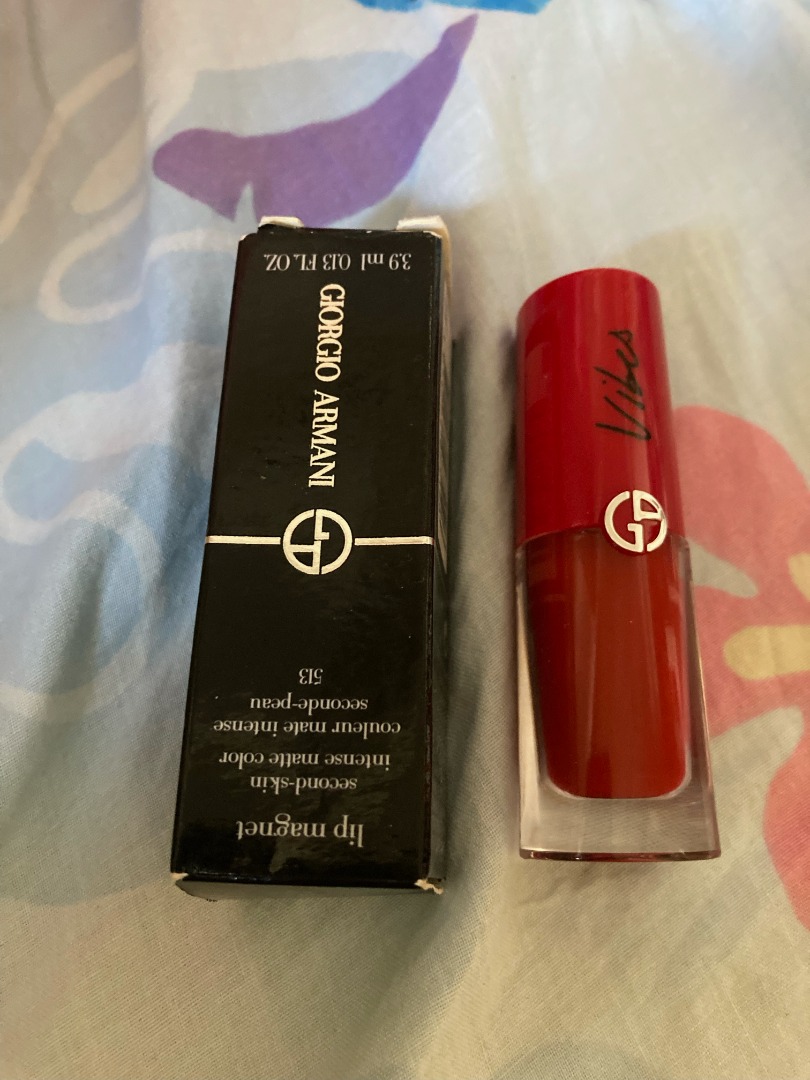 lip magnet
second-skin
intense matte color
couleur mate intense
seconde-peau
513
GIORGIO ARMANI
3.9 ml 0.13 FL. OZ.
Vibes